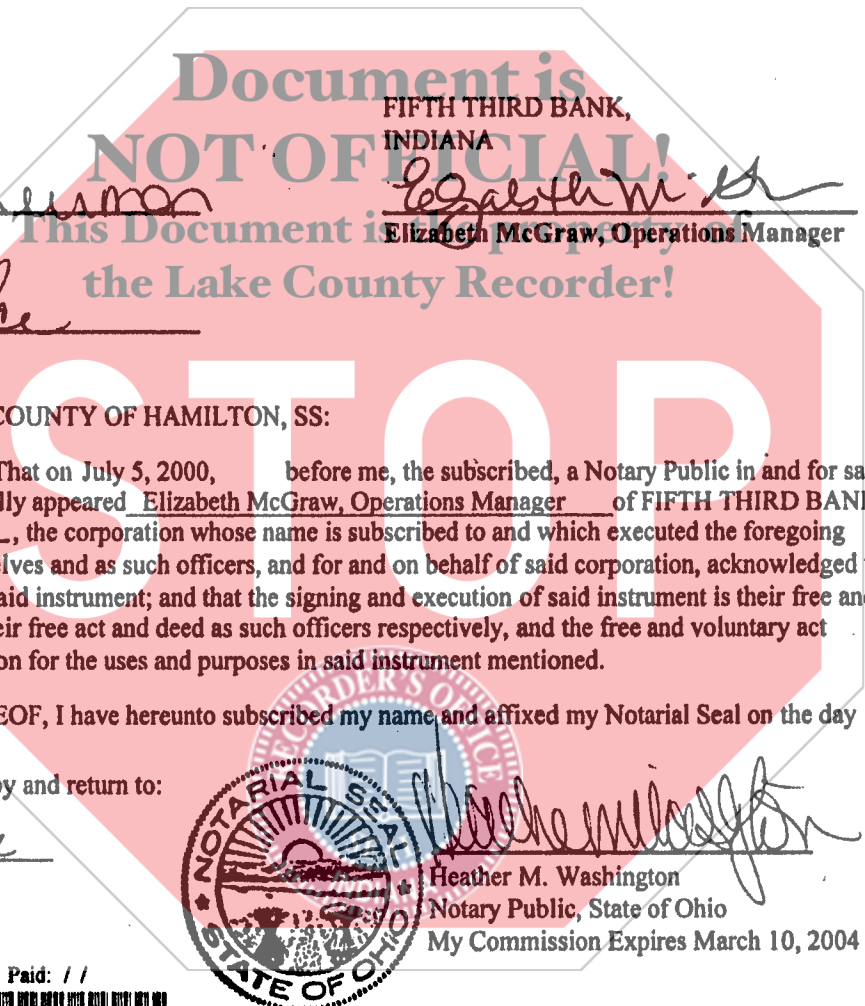 Document is
FIFTH THIRD BANK,
NOT OFFICIAL!
INDIANA
This Document is the property of
Elizabeth McGraw, Operations Manager
the Lake County Recorder!
STOP
COUNTY OF HAMILTON, SS:
That on July 5, 2000, before me, the subscribed, a Notary Public in and for sa
lly appeared Elizabeth McGraw, Operations Manager of FIFTH THIRD BAN
, the corporation whose name is subscribed to and which executed the foregoing
elves and as such officers, and for and on behalf of said corporation, acknowledged
aid instrument; and that the signing and execution of said instrument is their free an
eir free act and deed as such officers respectively, and the free and voluntary act
on for the uses and purposes in said instrument mentioned.
EOF, I have hereunto subscribed my name and affixed my Notarial Seal on the day
RECORDER'S OFFICE
py and return to:
NOTARIAL SEAL
STATE OF OHIO
Heather M. Washington
Notary Public, State of Ohio
My Commission Expires March 10, 2004
Paid: / /